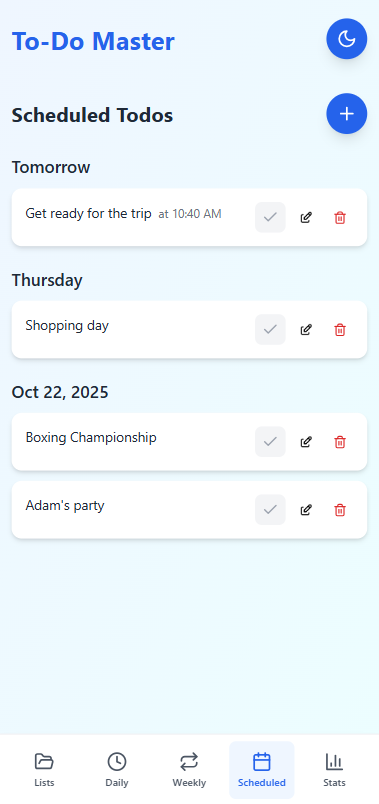 To-Do Master
Scheduled Todos
Tomorrow
Get ready for the trip at 10:40 AM
Thursday
Shopping day
Oct 22, 2025
Boxing Championship
Adam's party
Lists Daily Weekly Scheduled Stats